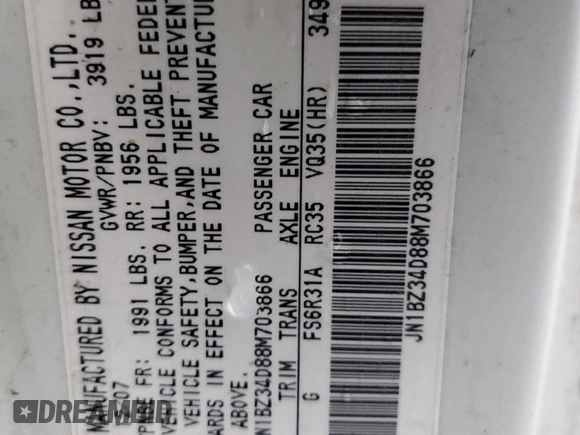 MANUFACTURED BY NISSAN MOTOR CO.,LTD.
07 GVWR/PNBV: 3919 LB
FR: 1991 LBS. RR: 1956 LBS.
VEHICLE CONFORMS TO ALL APPLICABLE FEDE
VEHICLE SAFETY, BUMPER, AND THEFT PREVENT
ARDS IN EFFECT ON THE DATE OF MANUFACTU
ABOVE.
N1BZ34D88M703866 PASSENGER CAR
TRIM TRANS AXLE ENGINE
G FS6R31A RC35 VQ35(HR) 349
JN1BZ34D88M703866
DREAMBID